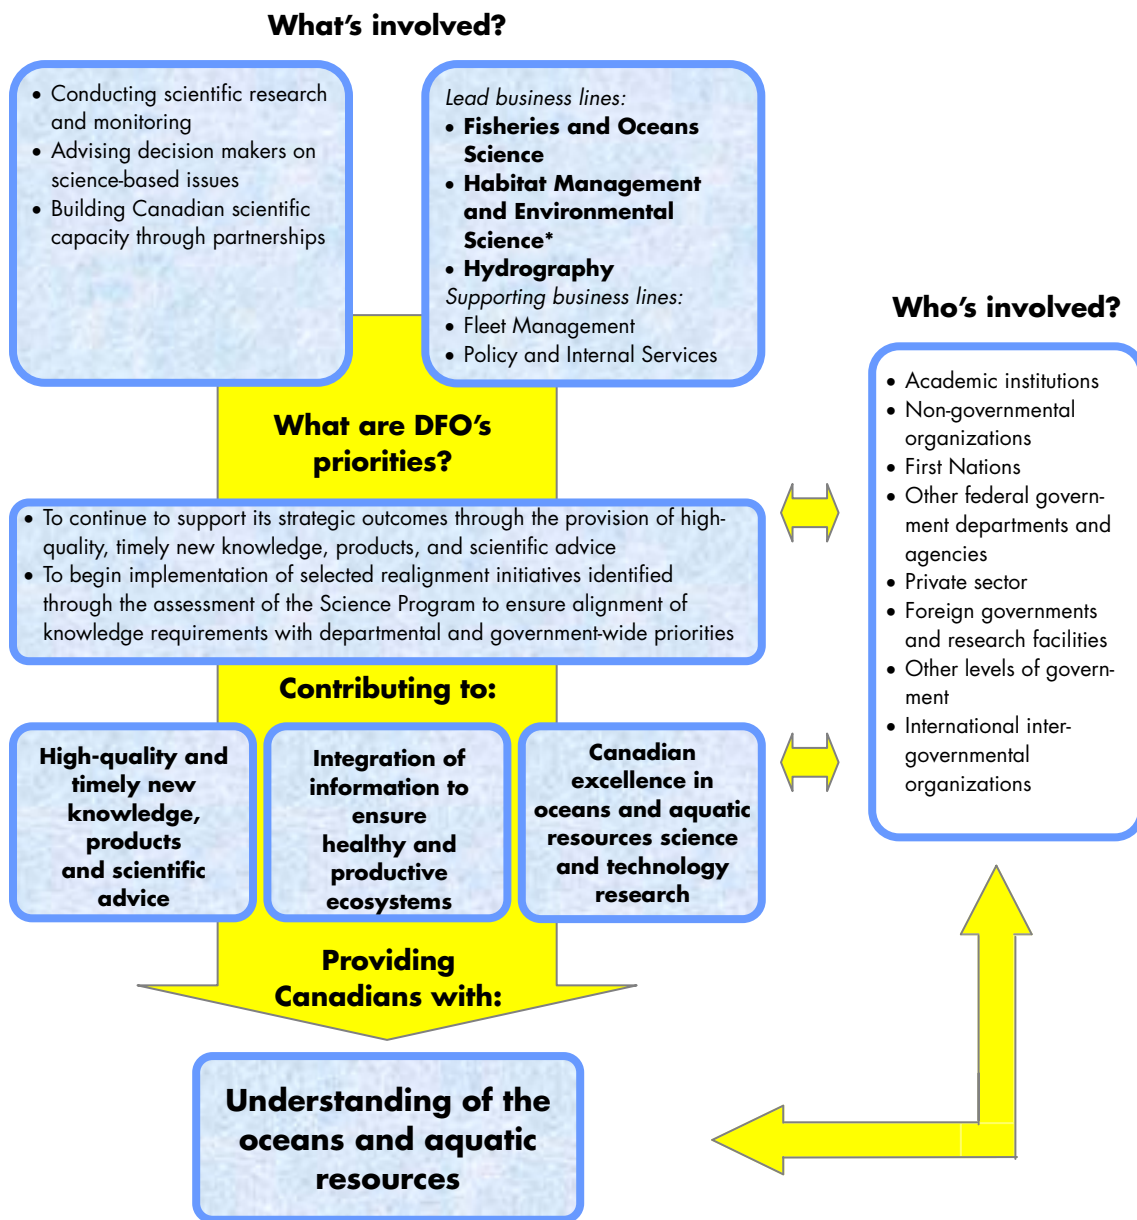 What's involved?
• Conducting scientific research
and monitoring
• Advising decision makers on
science-based issues
• Building Canadian scientific
capacity through partnerships
Lead business lines:
• Fisheries and Oceans
Science
• Habitat Management
and Environmental
Science*
• Hydrography
Supporting business lines:
• Fleet Management
• Policy and Internal Services
What are DFO's
priorities?
• To continue to support its strategic outcomes through the provision of high-
quality, timely new knowledge, products, and scientific advice
• To begin implementation of selected realignment initiatives identified
through the assessment of the Science Program to ensure alignment of
knowledge requirements with departmental and government-wide priorities
Contributing to:
High-quality and
timely new
knowledge,
products
and scientific
advice
Integration of
information to
ensure
healthy and
productive
ecosystems
Canadian
excellence in
oceans and aquatic
resources science
and technology
research
Providing
Canadians with:
Understanding of the
oceans and aquatic
resources
Who's involved?
• Academic institutions
• Non-governmental
organizations
• First Nations
• Other federal govern-
ment departments and
agencies
• Private sector
• Foreign governments
and research facilities
• Other levels of govern-
ment
• International inter-
governmental
organizations